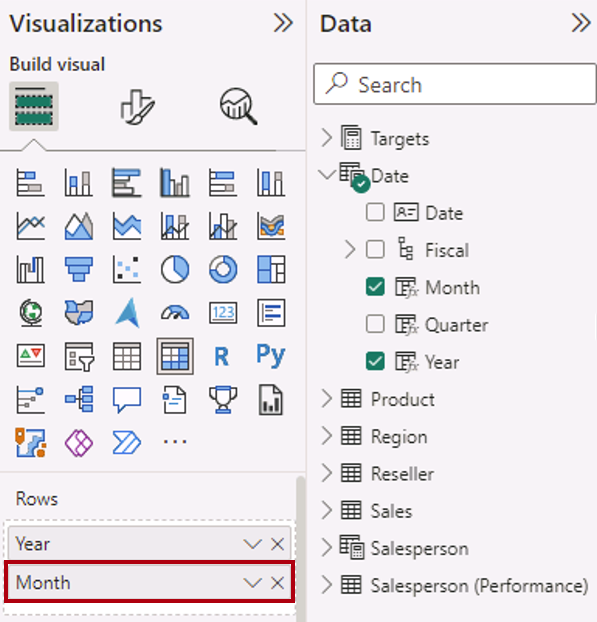 Visualizations
Build visual
123
R
Py
...
Rows
Year
Month
Data
Search
Targets
Date
Date
Fiscal
Month
Quarter
Year
Product
Region
Reseller
Sales
Salesperson
Salesperson (Performance)